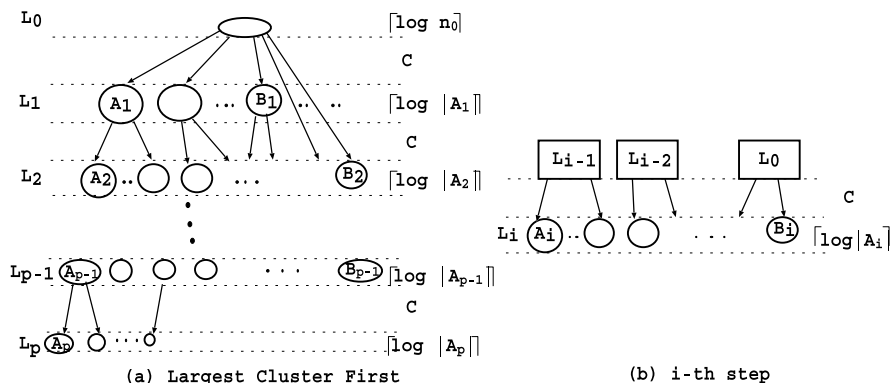 L0 ⌈log n0⌉
C
L1 A1 ... B1 .. .. ⌈log |A1|⌉
C
L2 A2 .. ... B2 ⌈log |A2|⌉
Lp-1 Ap-1 ... Bp-1 ⌈log |Ap-1|⌉
C
Lp Ap .... ⌈log |Ap|⌉
(a) Largest Cluster First
Li-1 Li-2 L0
C
Li Ai .. ... Bi ⌈log|Ai⌉
(b) i-th step